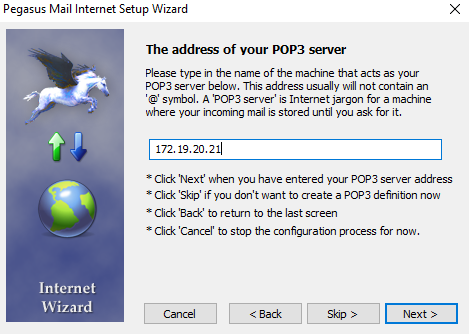 Pegasus Mail Internet Setup Wizard
The address of your POP3 server
Please type in the name of the machine that acts as your
POP3 server below. This address usually will not contain an
'@' symbol. A 'POP3 server' is Internet jargon for a machine
where your incoming mail is stored until you ask for it.
172.19.20.21
* Click 'Next' when you have entered your POP3 server address
* Click 'Skip' if you don't want to create a POP3 definition now
* Click 'Back' to return to the last screen
* Click 'Cancel' to stop the configuration process for now.
Internet
Wizard
Cancel
< Back
Skip >
Next >